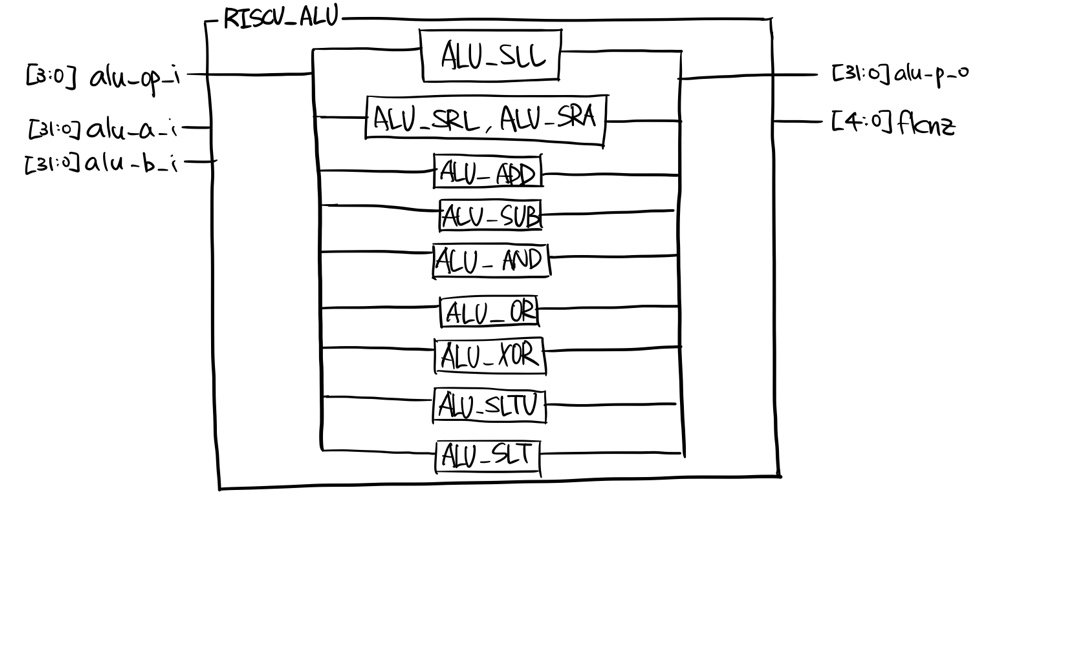 RISCV_ALU
[3:0] alu_op_i
[31:0] alu_a_i
[31:0] alu_b_i
ALU_SLL
ALU_SRL, ALU_SRA
ALU_ADD
ALU_SUB
ALU_AND
ALU_OR
ALU_XOR
ALU_SLTU
ALU_SLT
[31:0] alu_p_o
[4:0]